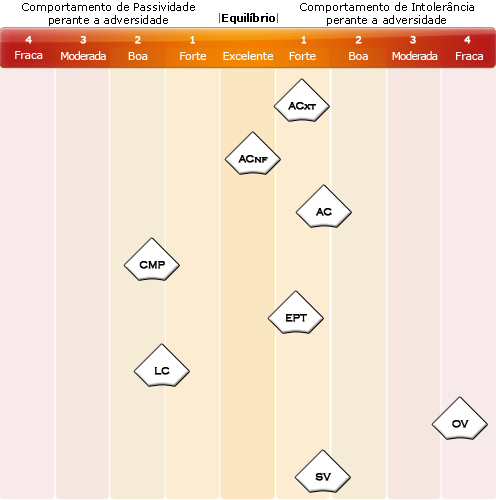 Comportamento de Passividade
perante a adversidade
|Equilíbrio|
Comportamento de Intolerância
perante a adversidade
4 3 2 1 1 2 3 4
Fraca Moderada Boa Forte Excelente Forte Boa Moderada Fraca
ACXT
ACNF
AC
CMP
EPT
LC
OV
SV